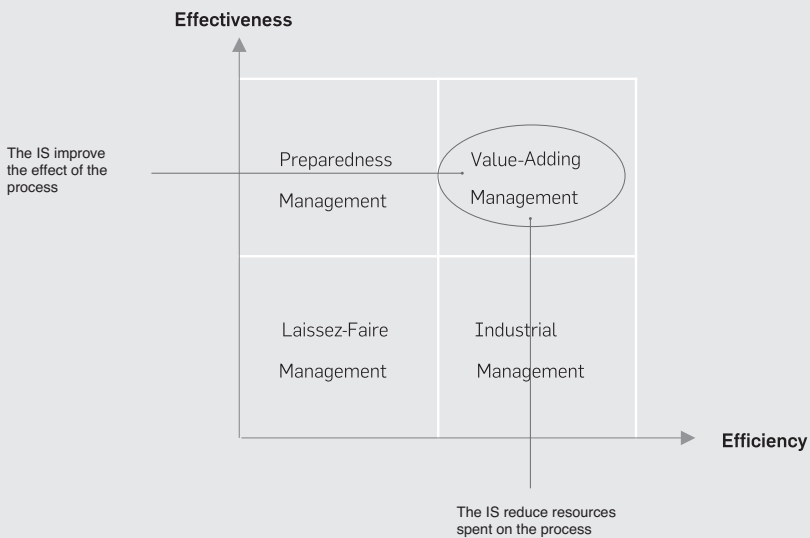 Effectiveness
The IS improve
the effect of the
process
Preparedness
Management
Value-Adding
Management
Laissez-Faire
Management
Industrial
Management
Efficiency
The IS reduce resources
spent on the process